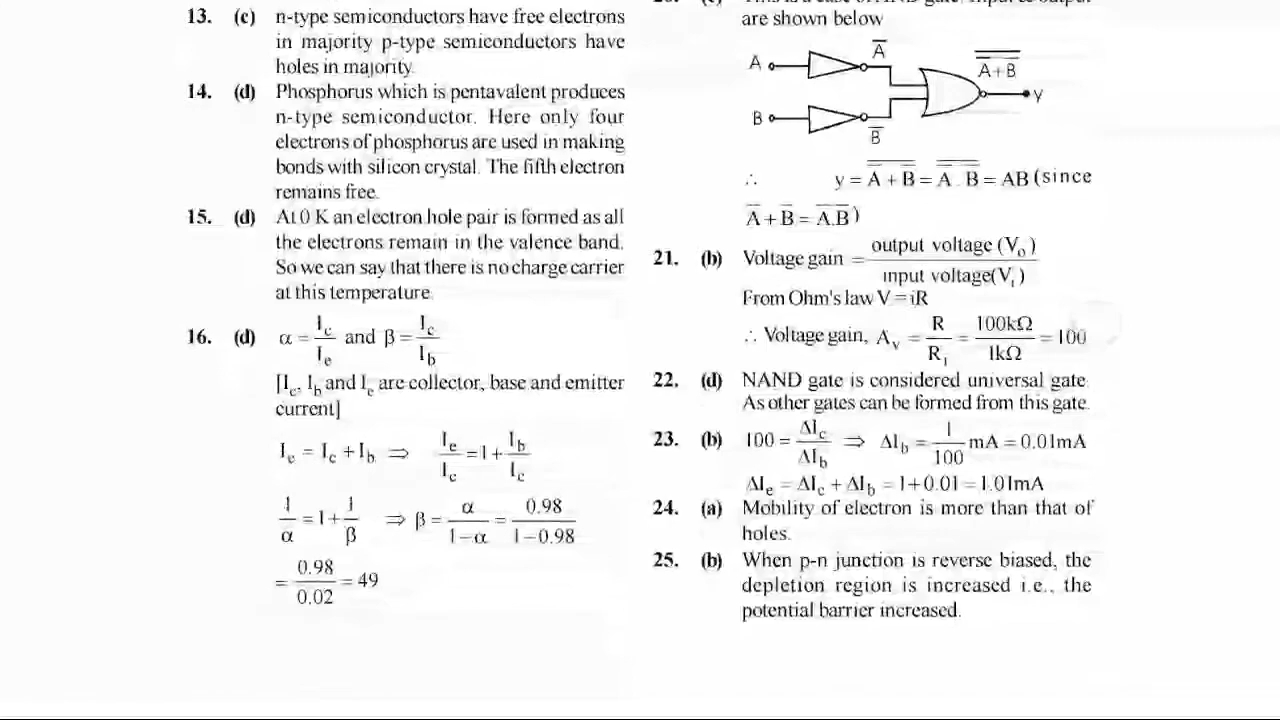 13. (c) n-type semiconductors have free electrons
in majority p-type semiconductors have
holes in majority.
14. (d) Phosphorus which is pentavalent produces
n-type semiconductor. Here only four
electrons of phosphorus are used in making
bonds with silicon crystal. The fifth electron
remains free.
15. (d) At 0 K an electron hole pair is formed as all
the electrons remain in the valence band.
So we can say that there is no charge carrier
at this temperature.
16. (d) α = I_c/I_e and β = I_c/I_b
[I_c, I_b and I_e are collector, base and emitter
current]
I_e = I_c + I_b ⇒ I_e/I_c = 1 + I_b/I_c
1/α = 1 + 1/β ⇒ β = α/(1−α) = 0.98/(1−0.98)
= 0.98/0.02 = 49
are shown below
A A̅ A+B y
B B̅
∴ y = A̅ + B̅ = A . B = AB (since
A̅ + B̅ = A.B)
21. (b) Voltage gain = output voltage (V₀)/input voltage(Vᵢ)
From Ohm's law V = iR
∴ Voltage gain, A_v = R/Rᵢ = 100kΩ/1kΩ = 100
22. (d) NAND gate is considered universal gate.
As other gates can be formed from this gate.
23. (b) 100 = ΔI_c/ΔI_b ⇒ ΔI_b = 1/100 mA = 0.01mA
ΔI_e = ΔI_c + ΔI_b = 1+0.01 = 1.01mA
24. (a) Mobility of electron is more than that of
holes.
25. (b) When p-n junction is reverse biased, the
depletion region is increased i.e., the
potential barrier increased.